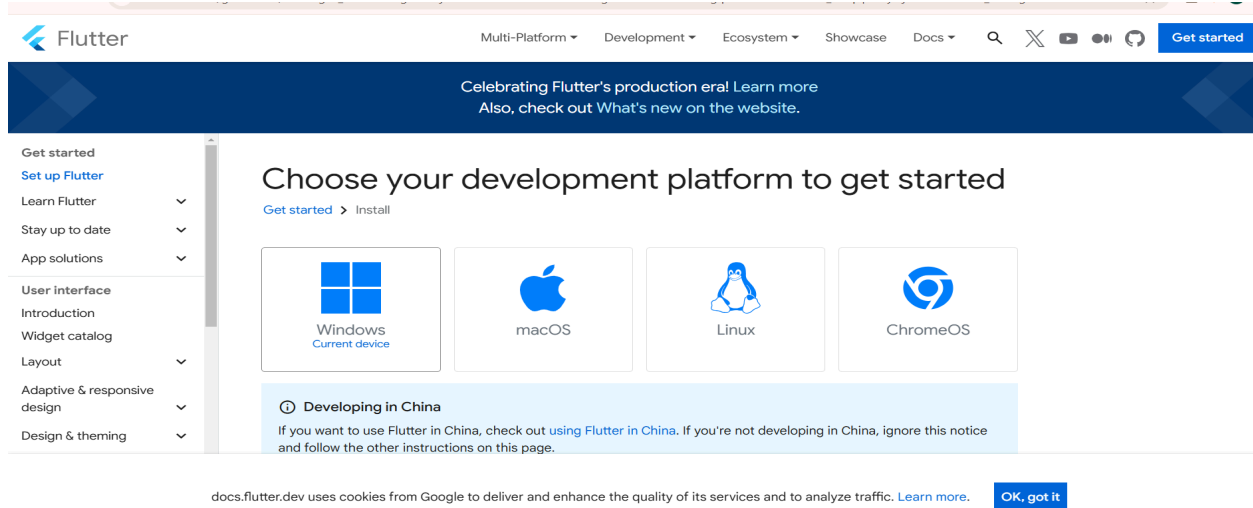 Flutter
Multi-Platform Development Ecosystem Showcase Docs Get started
Celebrating Flutter's production era! Learn more
Also, check out What's new on the website.
Get started
Set up Flutter
Learn Flutter
Stay up to date
App solutions
User interface
Introduction
Widget catalog
Layout
Adaptive & responsive
design
Design & theming
Choose your development platform to get started
Get started > Install
Windows
Current device
macOS
Linux
ChromeOS
Developing in China
If you want to use Flutter in China, check out using Flutter in China. If you're not developing in China, ignore this notice
and follow the other instructions on this page.
docs.flutter.dev uses cookies from Google to deliver and enhance the quality of its services and to analyze traffic. Learn more. OK, got it